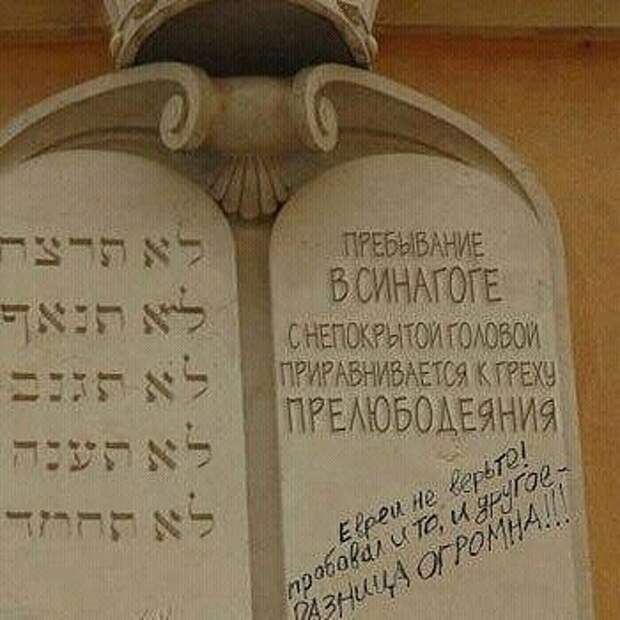 לא תרצח
לא תנאף
לא תגנב
לא תענה
לא תחמד
ПРЕБЫВАНИЕ
В СИНАГОГЕ
С НЕПОКРЫТОЙ ГОЛОВОЙ
ПРИРАВНИВАЕТСЯ К ГРЕХУ
ПРЕЛЮБОДЕЯНИЯ
Евреи не верьте!
пробовал и то, и другое -
РАЗНИЦА ОГРОМНА!!!